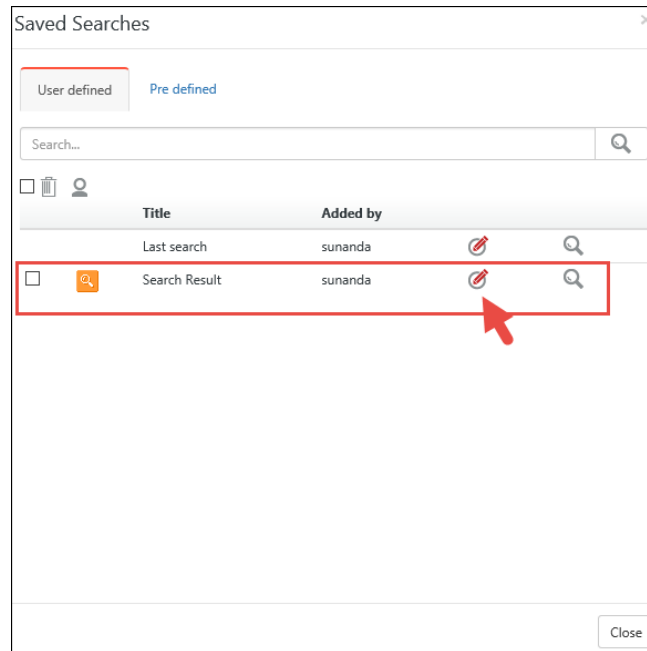 Saved Searches
User defined Pre defined
Search...
Title Added by
Last search sunanda
Search Result sunanda
Close